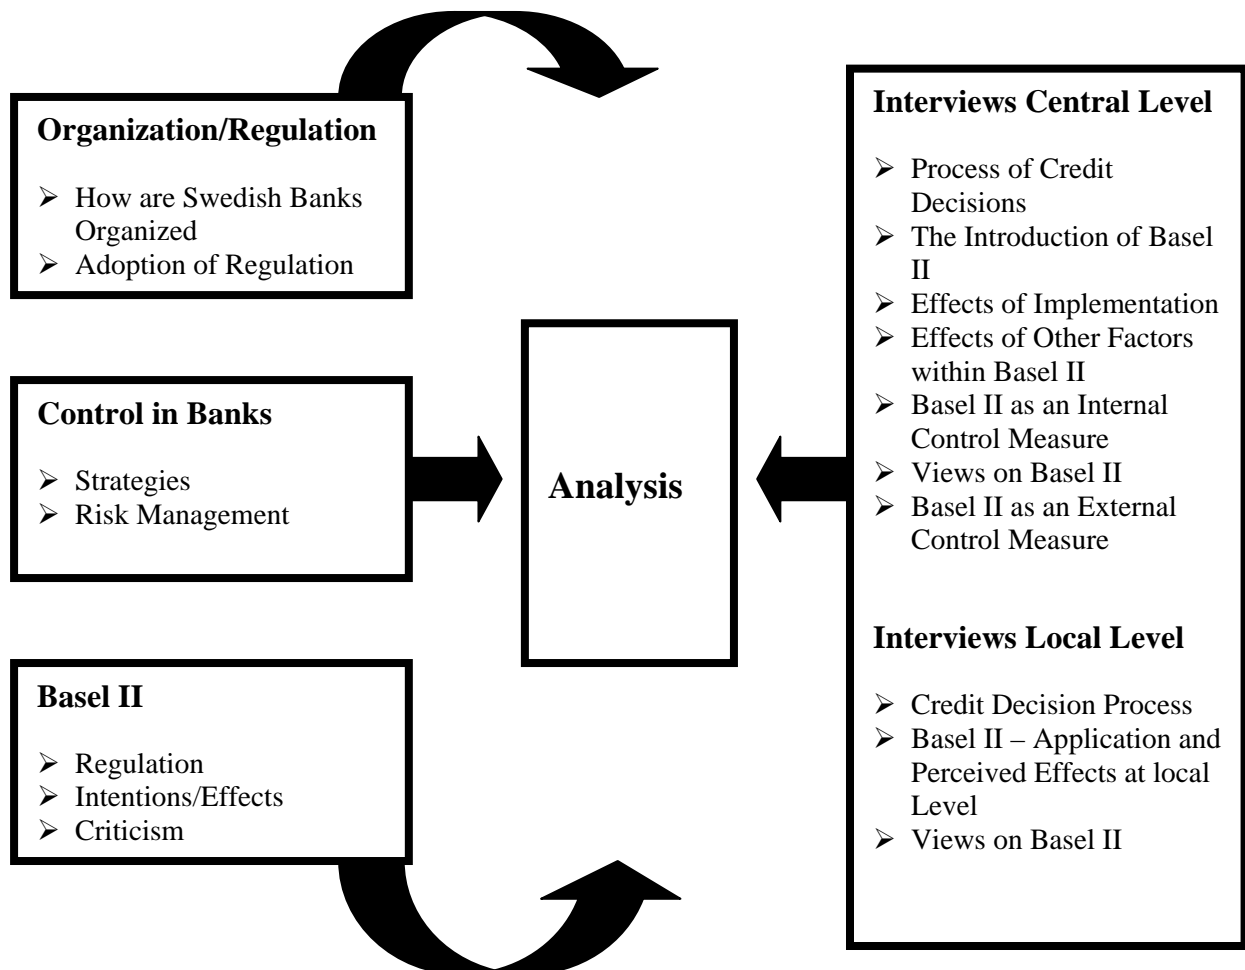 Organization/Regulation
➢ How are Swedish Banks
Organized
➢ Adoption of Regulation
Control in Banks
➢ Strategies
➢ Risk Management
Basel II
➢ Regulation
➢ Intentions/Effects
➢ Criticism
Analysis
Interviews Central Level
➢ Process of Credit
Decisions
➢ The Introduction of Basel
II
➢ Effects of Implementation
➢ Effects of Other Factors
within Basel II
➢ Basel II as an Internal
Control Measure
➢ Views on Basel II
➢ Basel II as an External
Control Measure
Interviews Local Level
➢ Credit Decision Process
➢ Basel II – Application and
Perceived Effects at local
Level
➢ Views on Basel II